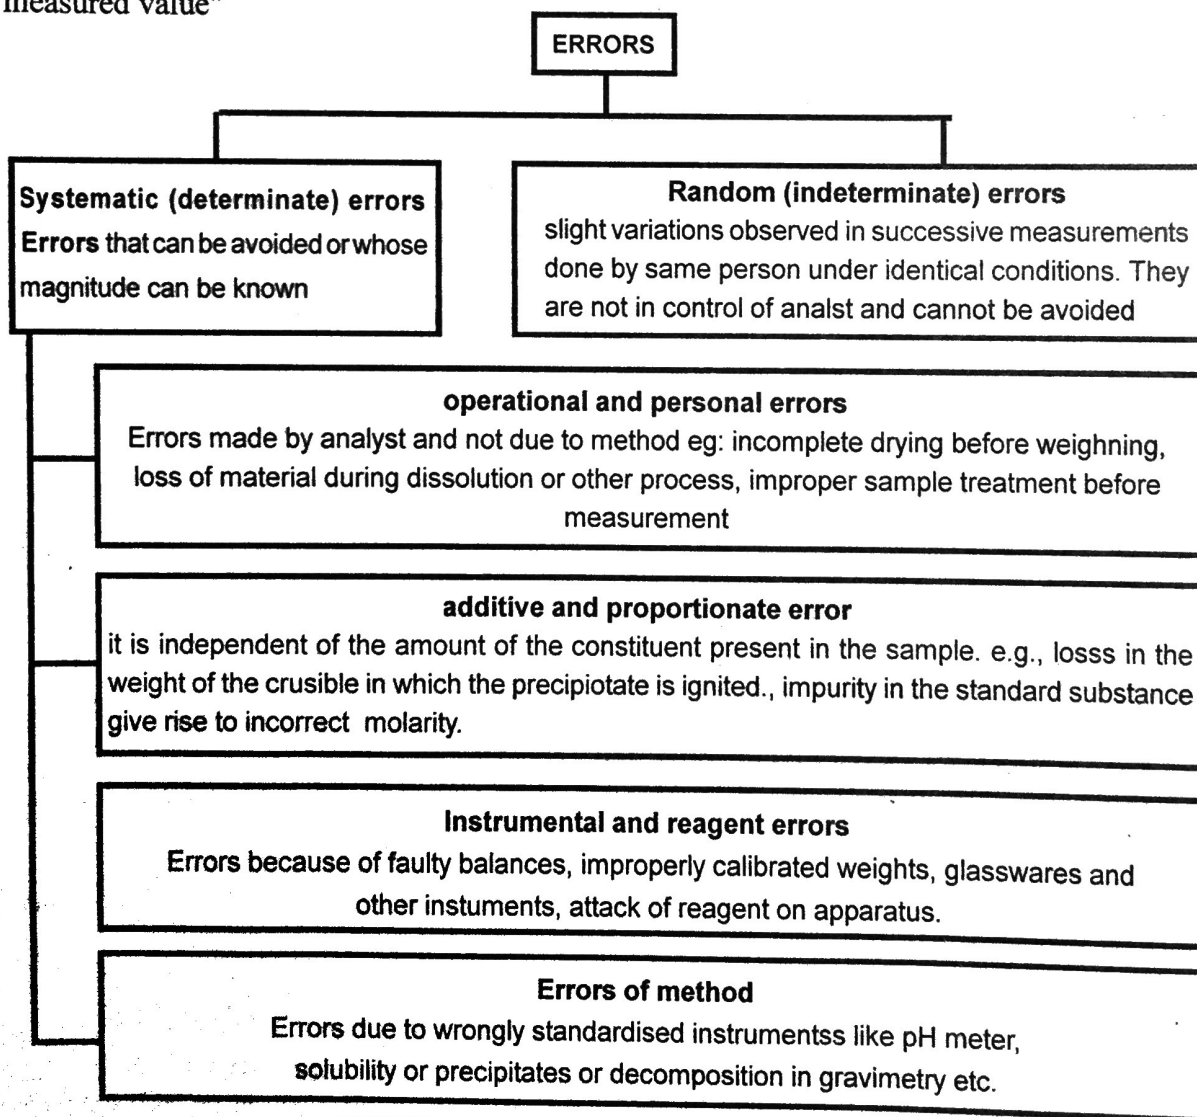 measured value"
ERRORS
Systematic (determinate) errors
Errors that can be avoided or whose
magnitude can be known
Random (indeterminate) errors
slight variations observed in successive measurements
done by same person under identical conditions. They
are not in control of analst and cannot be avoided
operational and personal errors
Errors made by analyst and not due to method eg: incomplete drying before weighning,
loss of material during dissolution or other process, improper sample treatment before
measurement
additive and proportionate error
it is independent of the amount of the constituent present in the sample. e.g., losss in the
weight of the crusible in which the precipiotate is ignited., impurity in the standard substance
give rise to incorrect molarity.
Instrumental and reagent errors
Errors because of faulty balances, improperly calibrated weights, glasswares and
other instuments, attack of reagent on apparatus.
Errors of method
Errors due to wrongly standardised instrumentss like pH meter,
solubility or precipitates or decomposition in gravimetry etc.